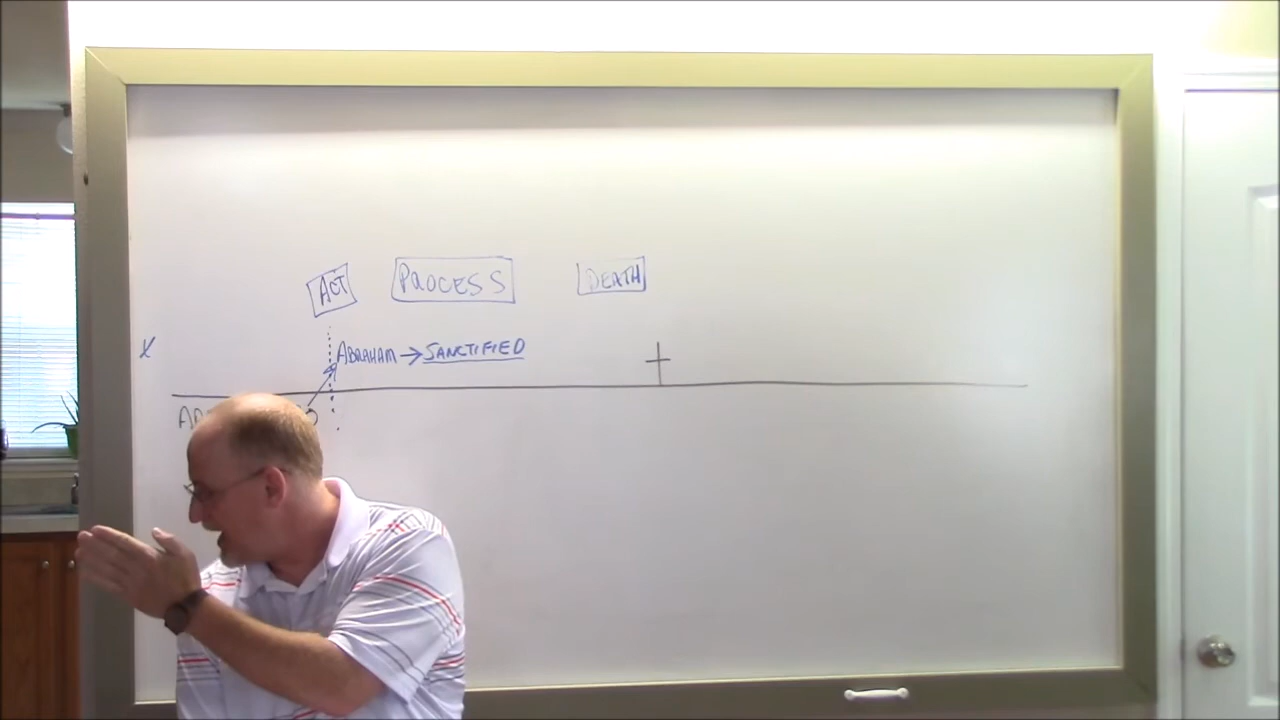 ACT PROCESS DEATH
X ABRAHAM → SANCTIFIED